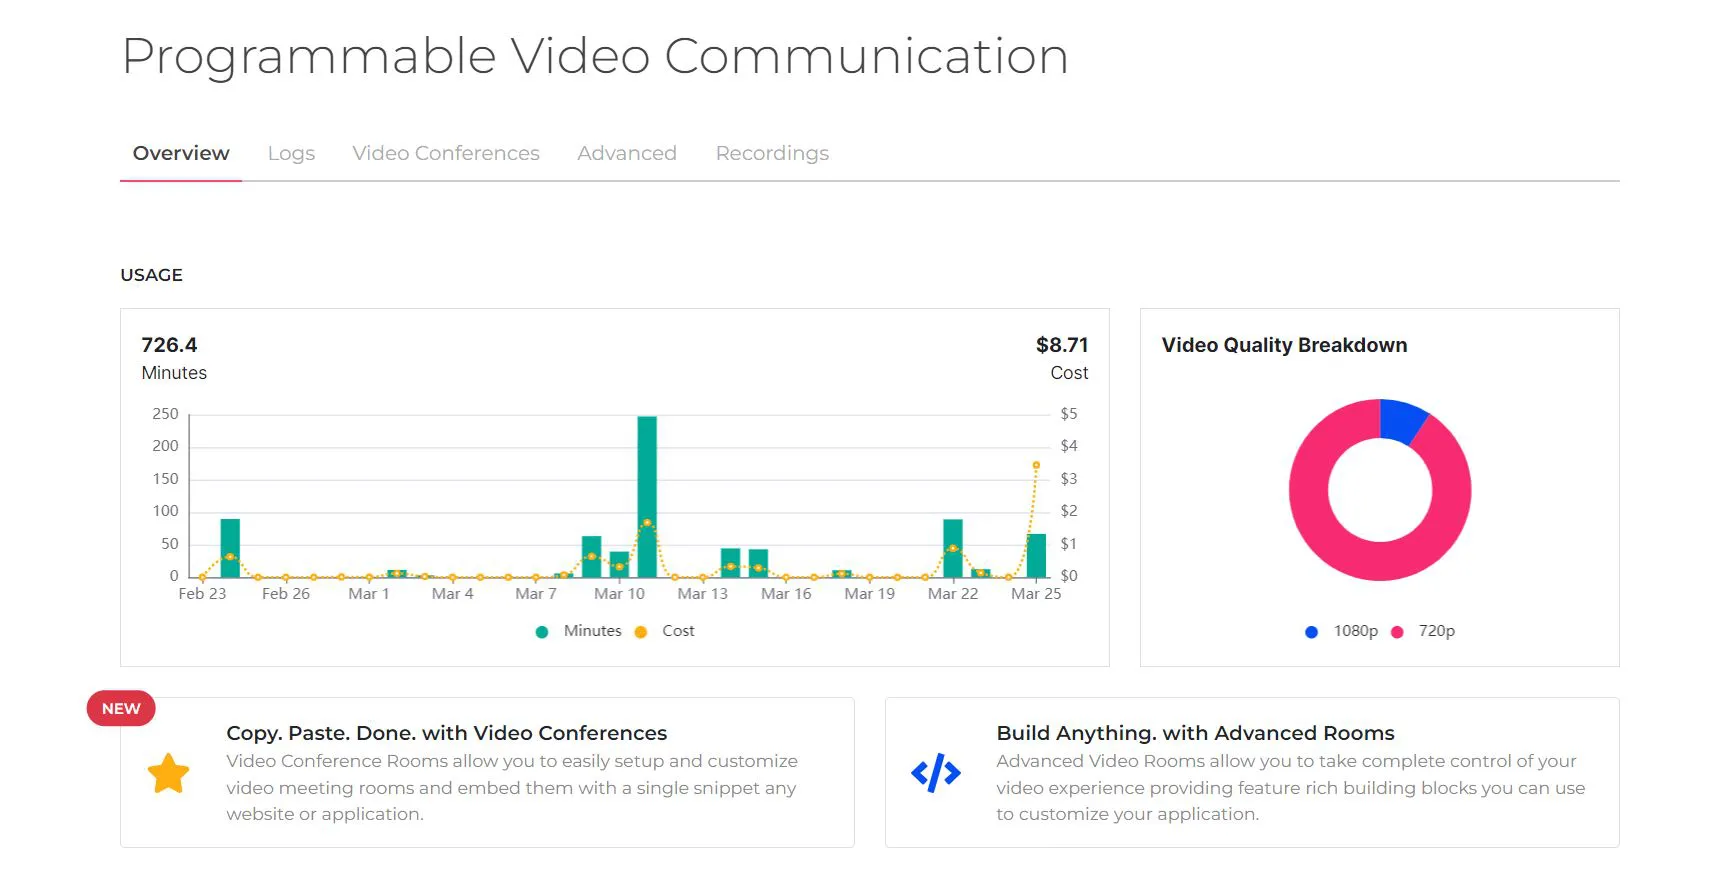 Programmable Video Communication
Overview Logs Video Conferences Advanced Recordings
USAGE
726.4
Minutes
$8.71
Cost
250
200
150
100
50
0
$5
$4
$3
$2
$1
$0
Feb 23 Feb 26 Mar 1 Mar 4 Mar 7 Mar 10 Mar 13 Mar 16 Mar 19 Mar 22 Mar 25
Minutes Cost
Video Quality Breakdown
1080p 720p
NEW
Copy. Paste. Done. with Video Conferences
Video Conference Rooms allow you to easily setup and customize
video meeting rooms and embed them with a single snippet any
website or application.
</>
Build Anything. with Advanced Rooms
Advanced Video Rooms allow you to take complete control of your
video experience providing feature rich building blocks you can use
to customize your application.